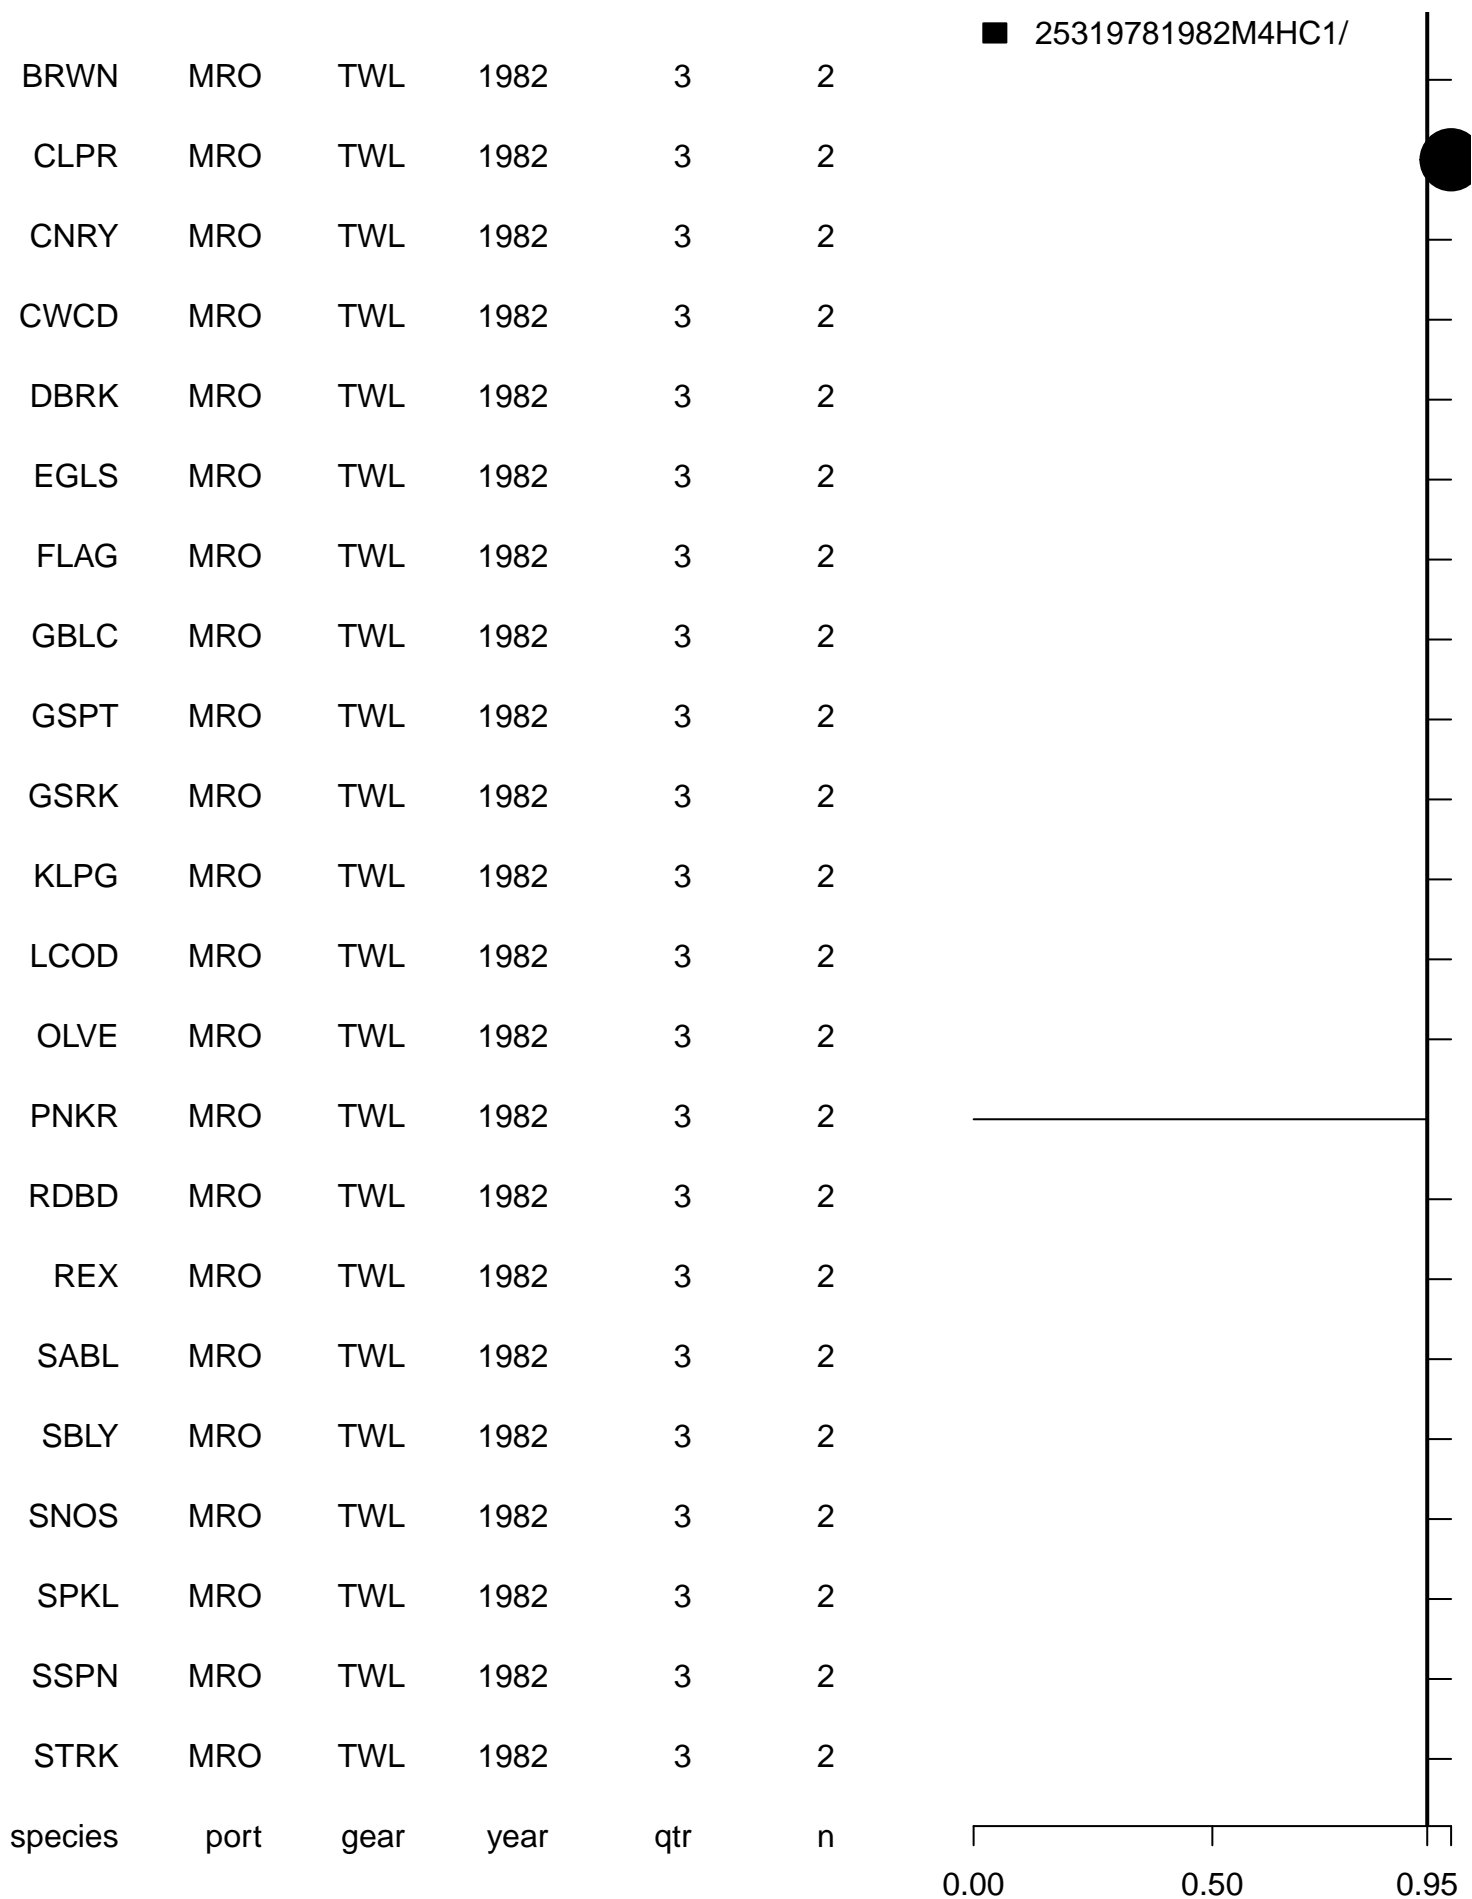 25319781982M4HC1/
BRWN MRO TWL 1982 3 2
CLPR MRO TWL 1982 3 2
CNRY MRO TWL 1982 3 2
CWCD MRO TWL 1982 3 2
DBRK MRO TWL 1982 3 2
EGLS MRO TWL 1982 3 2
FLAG MRO TWL 1982 3 2
GBLC MRO TWL 1982 3 2
GSPT MRO TWL 1982 3 2
GSRK MRO TWL 1982 3 2
KLPG MRO TWL 1982 3 2
LCOD MRO TWL 1982 3 2
OLVE MRO TWL 1982 3 2
PNKR MRO TWL 1982 3 2
RDBD MRO TWL 1982 3 2
REX MRO TWL 1982 3 2
SABL MRO TWL 1982 3 2
SBLY MRO TWL 1982 3 2
SNOS MRO TWL 1982 3 2
SPKL MRO TWL 1982 3 2
SSPN MRO TWL 1982 3 2
STRK MRO TWL 1982 3 2
species port gear year qtr n
0.00 0.50 0.95